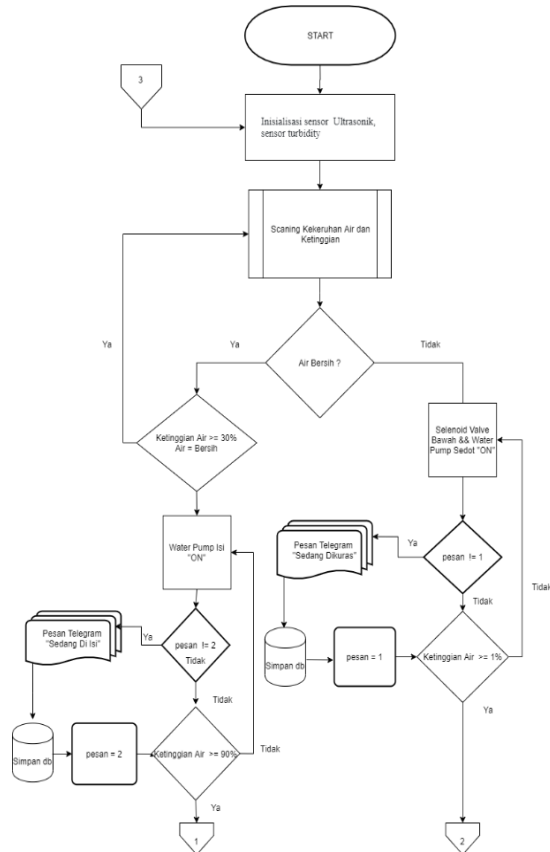 START
3
Inisialisasi sensor Ultrasonik,
sensor turbidity
Scaning Kekeruhan Air dan
Ketinggian
Ya
Ya
Air Bersih ?
Tidak
Ketinggian Air >= 30%
Air = Bersih
Selenoid Valve
Bawah && Water
Pump Sedot "ON"
Water Pump Isi
"ON"
Pesan Telegram
"Sedang Dikuras"
Ya
pesan != 1
Tidak
Tidak
Pesan Telegram
"Sedang Di Isi"
Ya
pesan != 2
Tidak
Tidak
Simpan db
pesan = 1
Ketinggian Air >= 1%
Ya
Simpan db
pesan = 2
Ketinggian Air >= 90%
Tidak
Ya
1
2